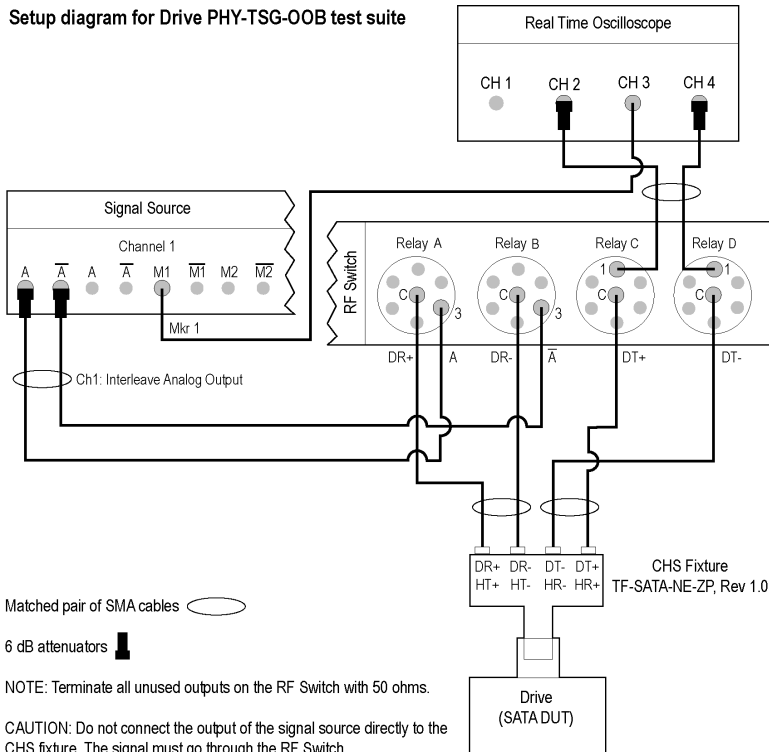 Setup diagram for Drive PHY-TSG-OOB test suite
Real Time Oscilloscope
CH 1 CH 2 CH 3 CH 4
Signal Source
Channel 1
A A̅ A A̅ M1 M̅1̅ M2 M̅2̅
Mkr 1
RF Switch
Relay A Relay B Relay C Relay D
1 1
C C C C
3 3
DR+ A DR- A̅ DT+ DT-
Ch1: Interleave Analog Output
DR+ DR- DT- DT+
HT+ HT- HR- HR+
CHS Fixture
TF-SATA-NE-ZP, Rev 1.0
Matched pair of SMA cables
6 dB attenuators
NOTE: Terminate all unused outputs on the RF Switch with 50 ohms.
Drive
(SATA DUT)
CAUTION: Do not connect the output of the signal source directly to the
CHS fixture. The signal must go through the RF Switch.